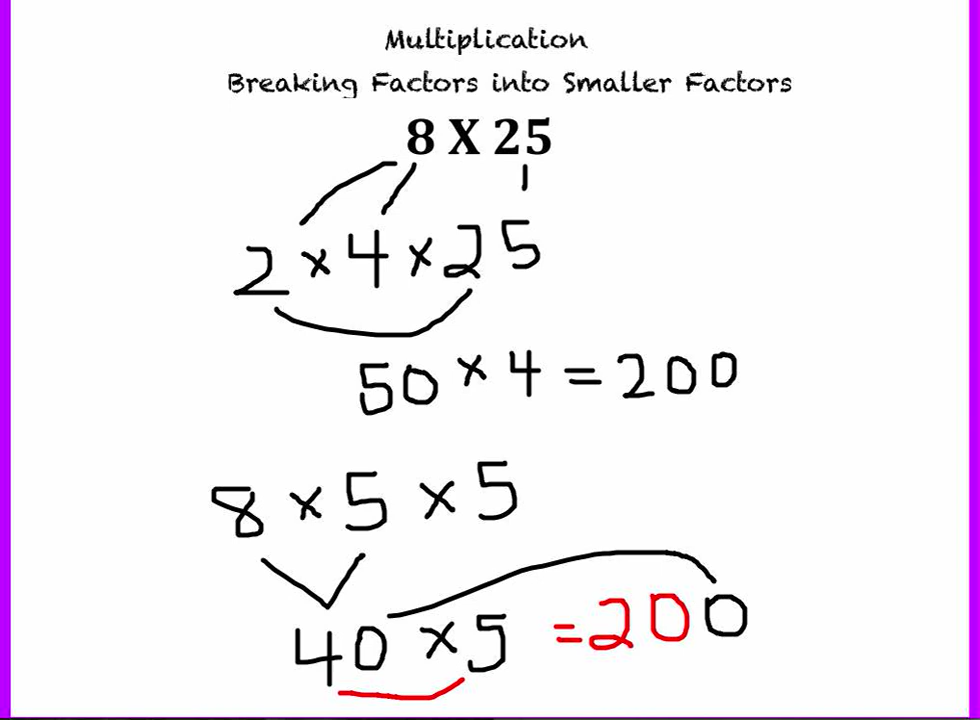 Multiplication
Breaking Factors into Smaller Factors
8 X 25
2 × 4 × 25
50 × 4 = 200
8 × 5 × 5
40 × 5 = 200